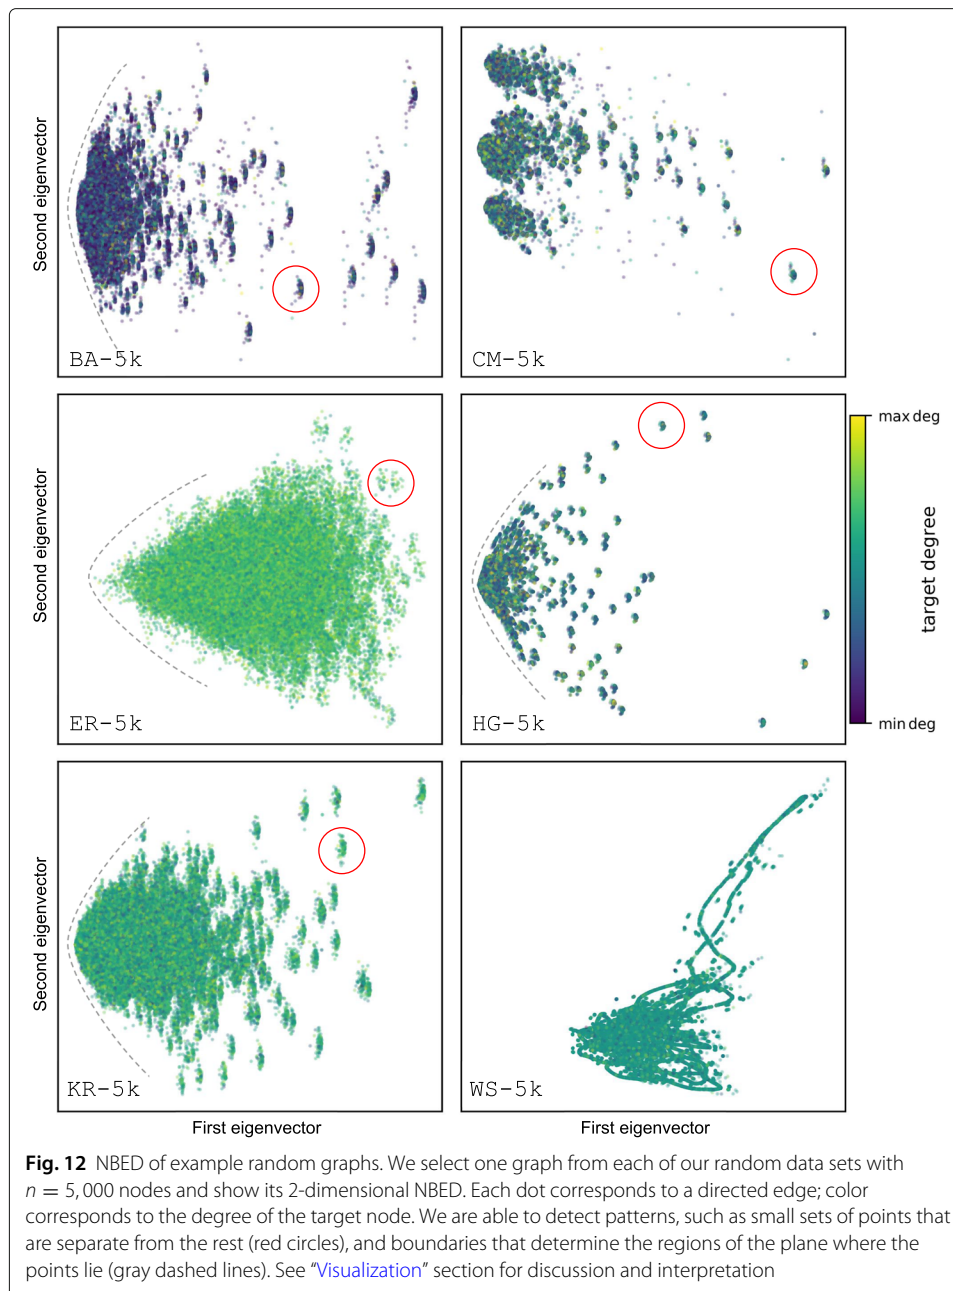 Second eigenvector
BA-5k
CM-5k
Second eigenvector
ER-5k
HG-5k
max deg
target degree
min deg
Second eigenvector
KR-5k
WS-5k
First eigenvector
First eigenvector
Fig. 12 NBED of example random graphs. We select one graph from each of our random data sets with
n = 5, 000 nodes and show its 2-dimensional NBED. Each dot corresponds to a directed edge; color
corresponds to the degree of the target node. We are able to detect patterns, such as small sets of points that
are separate from the rest (red circles), and boundaries that determine the regions of the plane where the
points lie (gray dashed lines). See “Visualization” section for discussion and interpretation